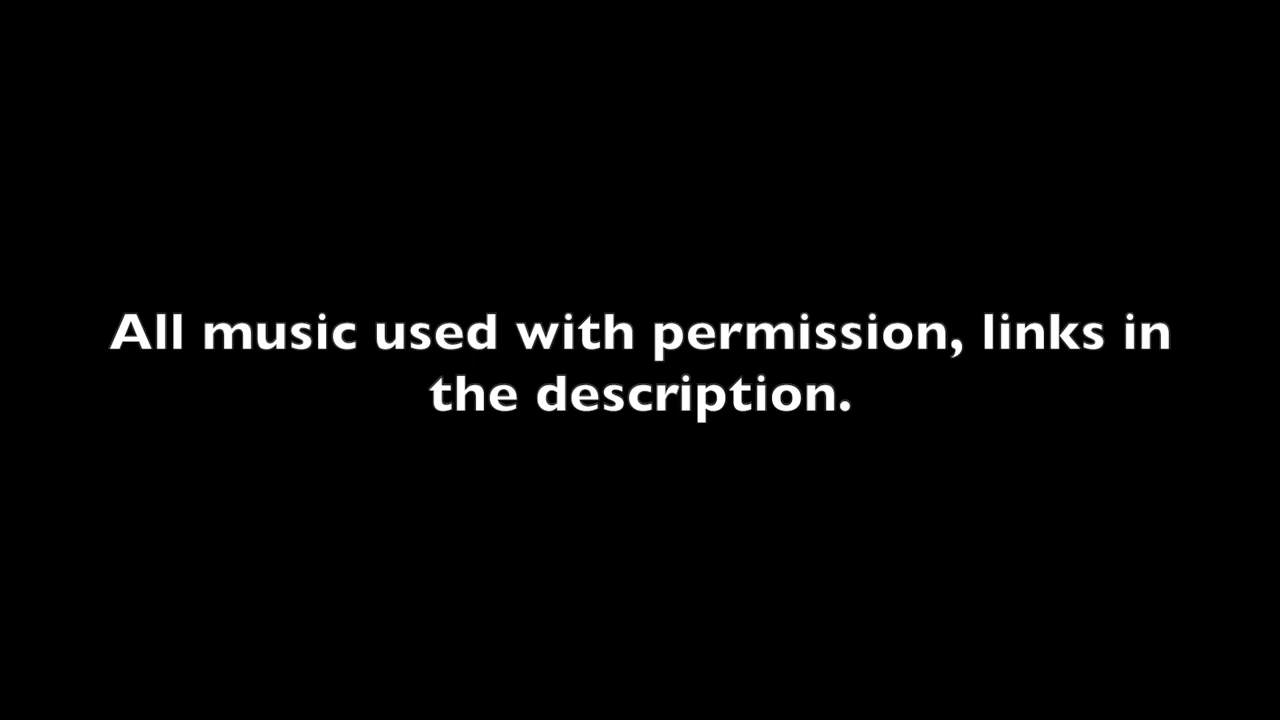 All music used with permission, links in
the description.